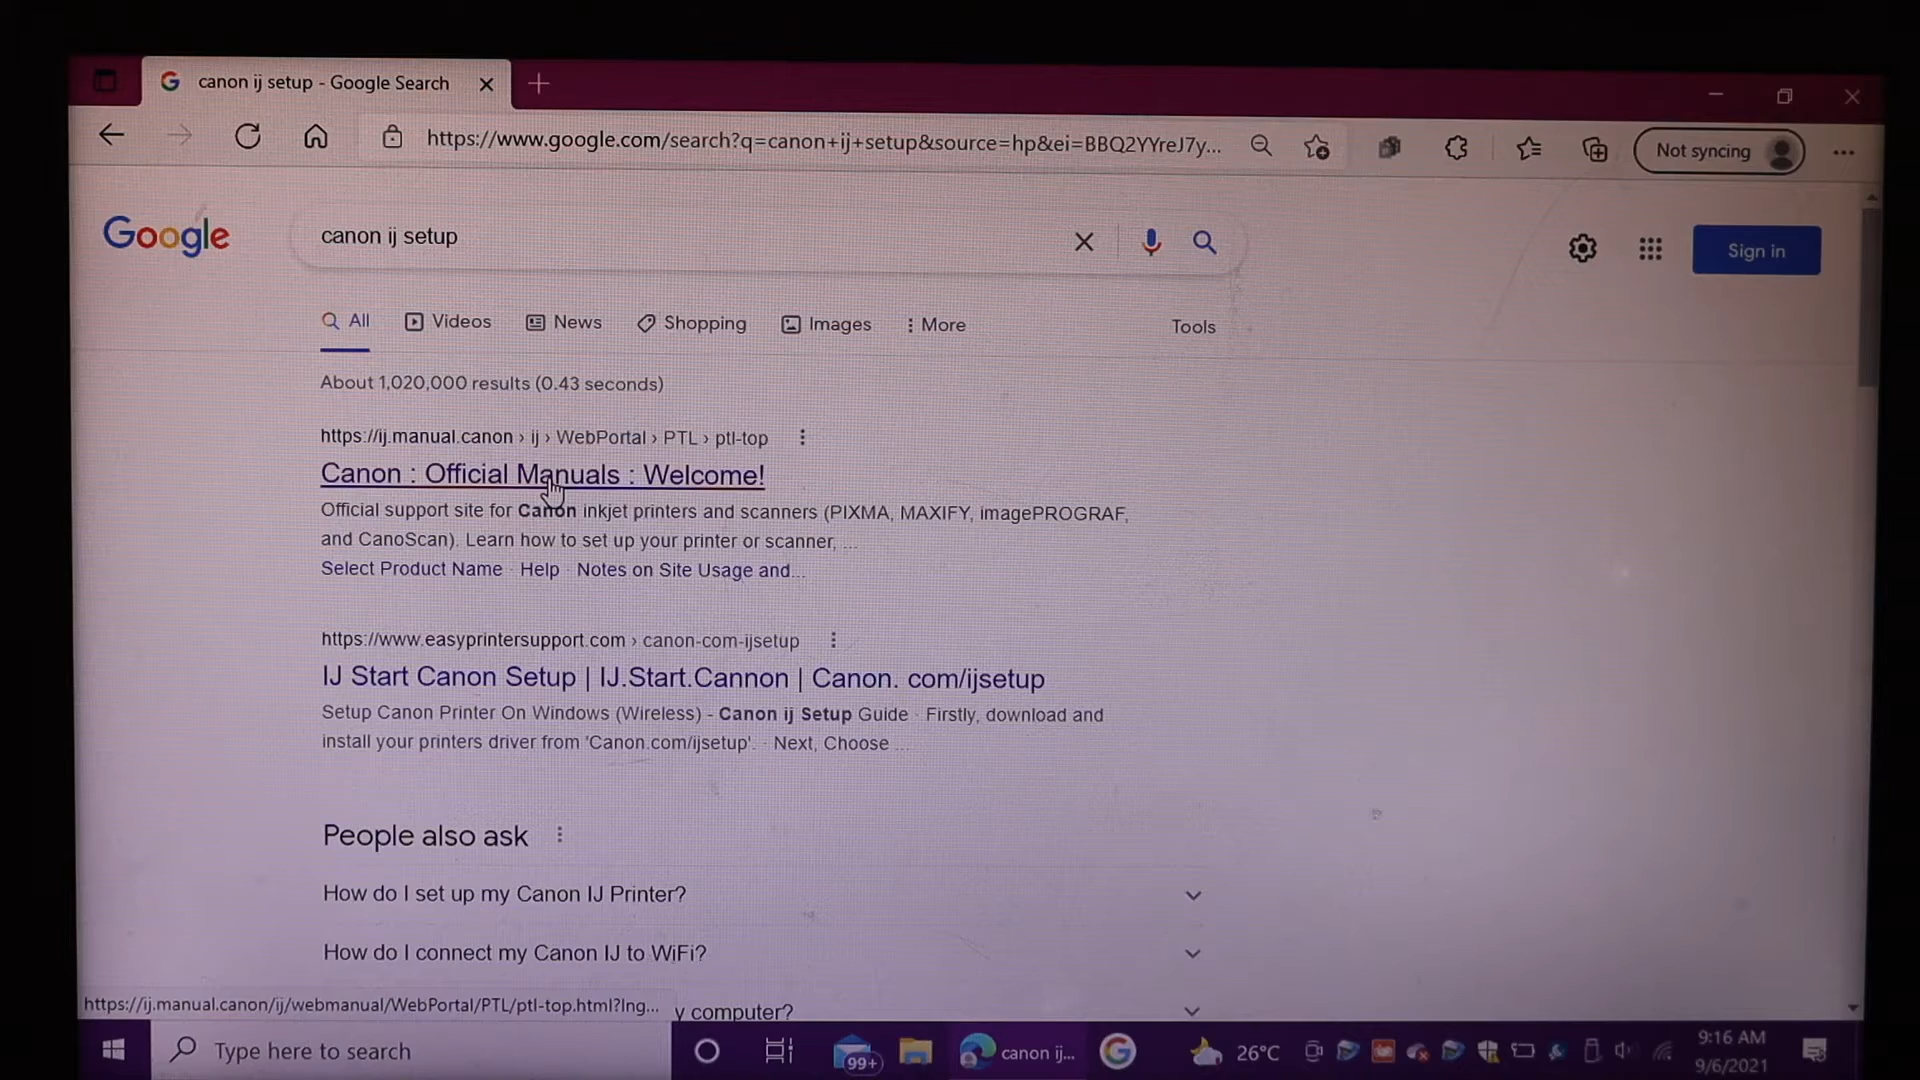 canon ij setup - Google Search
https://www.google.com/search?q=canon+ij+setup&source=hp&ei=BBQ2YYreJ7y...
Not syncing
Google
canon ij setup
Sign in
All
Videos
News
Shopping
Images
More
Tools
About 1,020,000 results (0.43 seconds)
https://ij.manual.canon › ij › WebPortal › PTL › ptl-top
Canon : Official Manuals : Welcome!
Official support site for Canon inkjet printers and scanners (PIXMA, MAXIFY, imagePROGRAF,
and CanoScan). Learn how to set up your printer or scanner, ...
Select Product Name · Help · Notes on Site Usage and...
https://www.easyprintersupport.com › canon-com-ijsetup
IJ Start Canon Setup | IJ.Start.Cannon | Canon. com/ijsetup
Setup Canon Printer On Windows (Wireless) - Canon ij Setup Guide · Firstly, download and
install your printers driver from 'Canon.com/ijsetup'. · Next, Choose ...
People also ask
How do I set up my Canon IJ Printer?
How do I connect my Canon IJ to WiFi?
https://ij.manual.canon/ij/webmanual/WebPortal/PTL/ptl-top.html?lng...
y computer?
Type here to search
99+
canon ij...
26°C
9:16 AM
9/6/2021